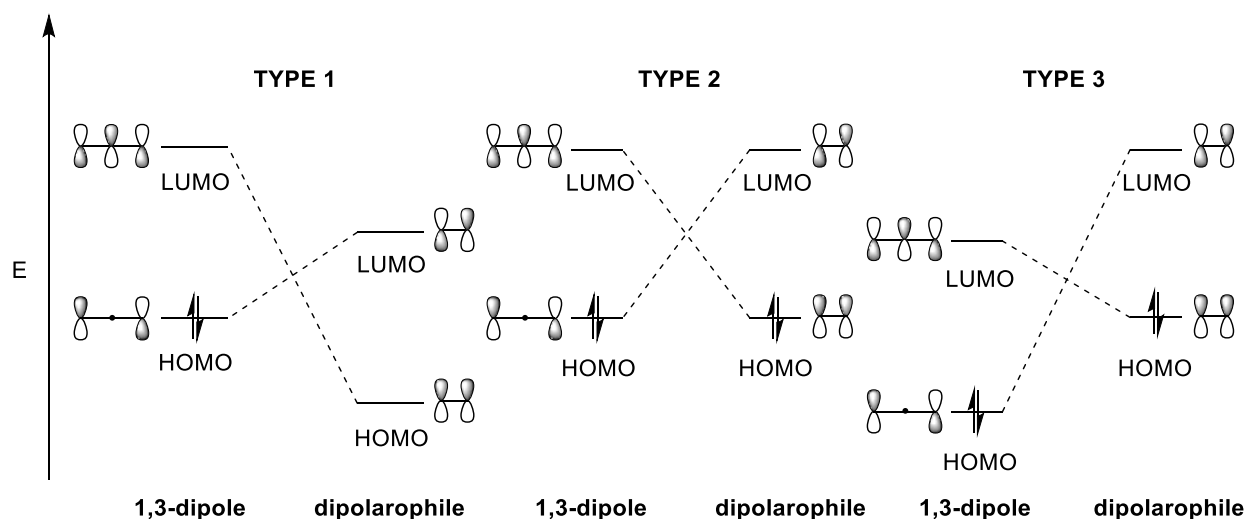 TYPE 1
TYPE 2
TYPE 3
LUMO
LUMO
LUMO
LUMO
E
LUMO
LUMO
HOMO
HOMO
HOMO
HOMO
HOMO
HOMO
1,3-dipole
dipolarophile
1,3-dipole
dipolarophile
1,3-dipole
dipolarophile